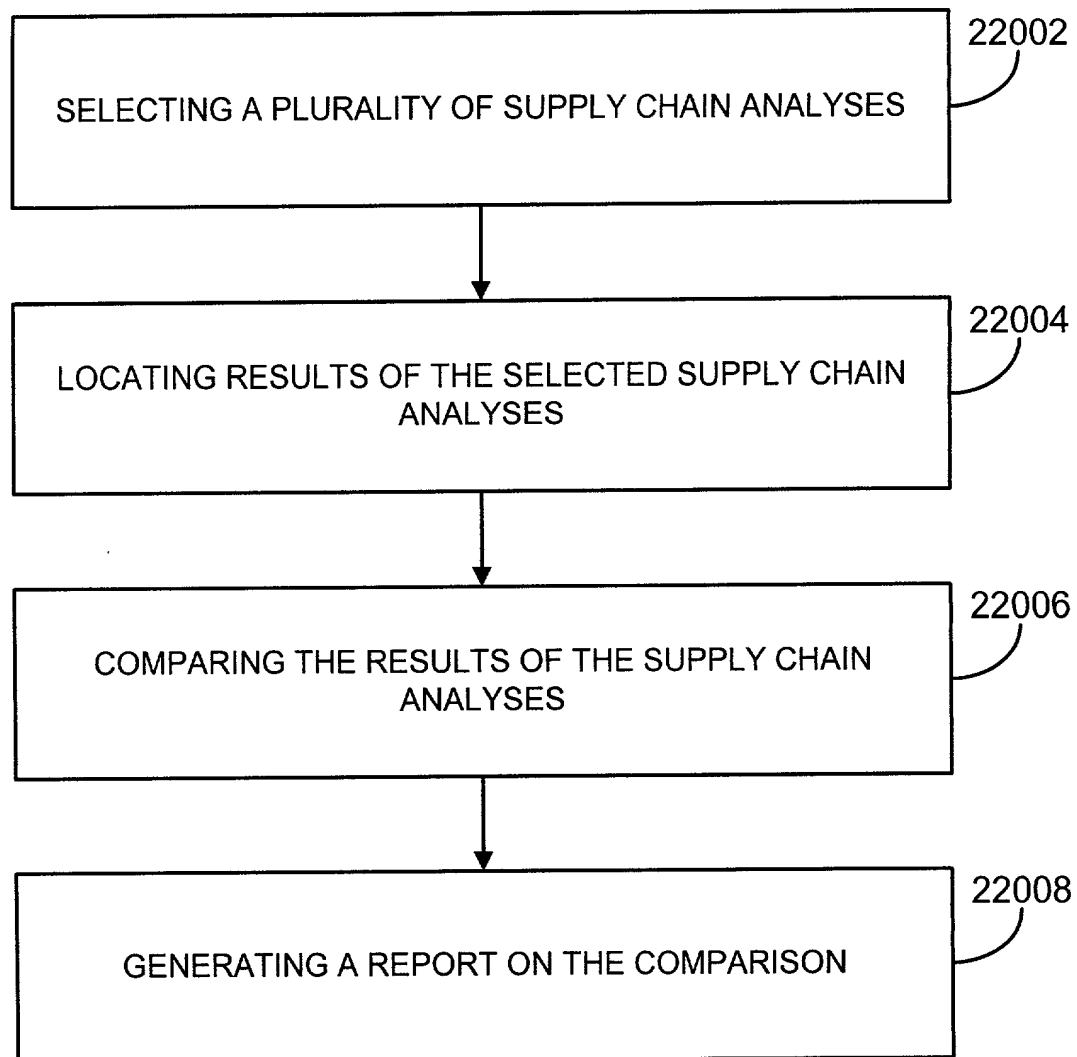 22002
SELECTING A PLURALITY OF SUPPLY CHAIN ANALYSES
22004
LOCATING RESULTS OF THE SELECTED SUPPLY CHAIN
ANALYSES
22006
COMPARING THE RESULTS OF THE SUPPLY CHAIN
ANALYSES
22008
GENERATING A REPORT ON THE COMPARISON